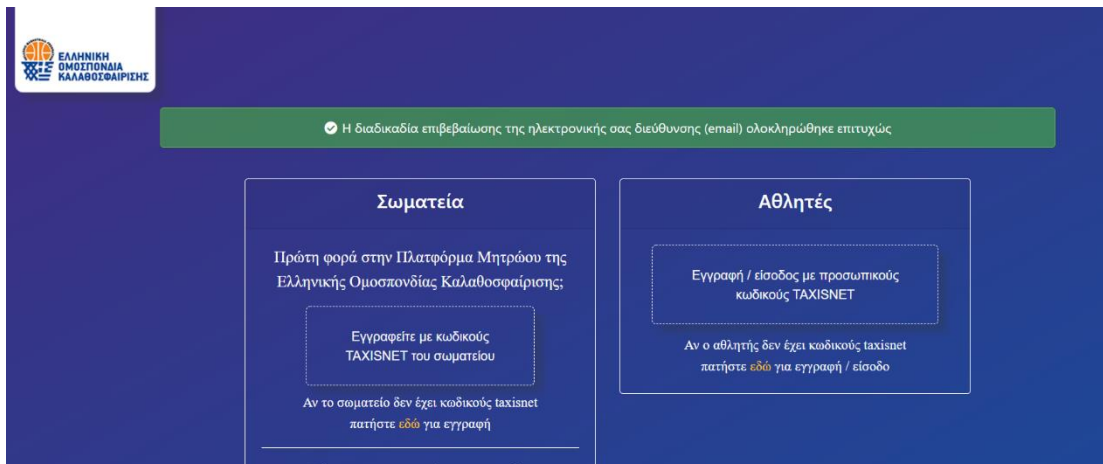 ΕΛΛΗΝΙΚΗ
ΟΜΟΣΠΟΝΔΙΑ
ΚΑΛΑΘΟΣΦΑΙΡΙΣΗΣ
Η διαδικαδία επιβεβαίωσης της ηλεκτρονικής σας διεύθυνσης (email) ολοκληρώθηκε επιτυχώς
Σωματεία
Πρώτη φορά στην Πλατφόρμα Μητρώου της
Ελληνικής Ομοσπονδίας Καλαθοσφαίρισης;
Εγγραφείτε με κωδικούς
TAXISNET του σωματείου
Αν το σωματείο δεν έχει κωδικούς taxisnet
πατήστε εδώ για εγγραφή
Αθλητές
Εγγραφή / είσοδος με προσωπικούς
κωδικούς TAXISNET
Αν ο αθλητής δεν έχει κωδικούς taxisnet
πατήστε εδώ για εγγραφή / είσοδο